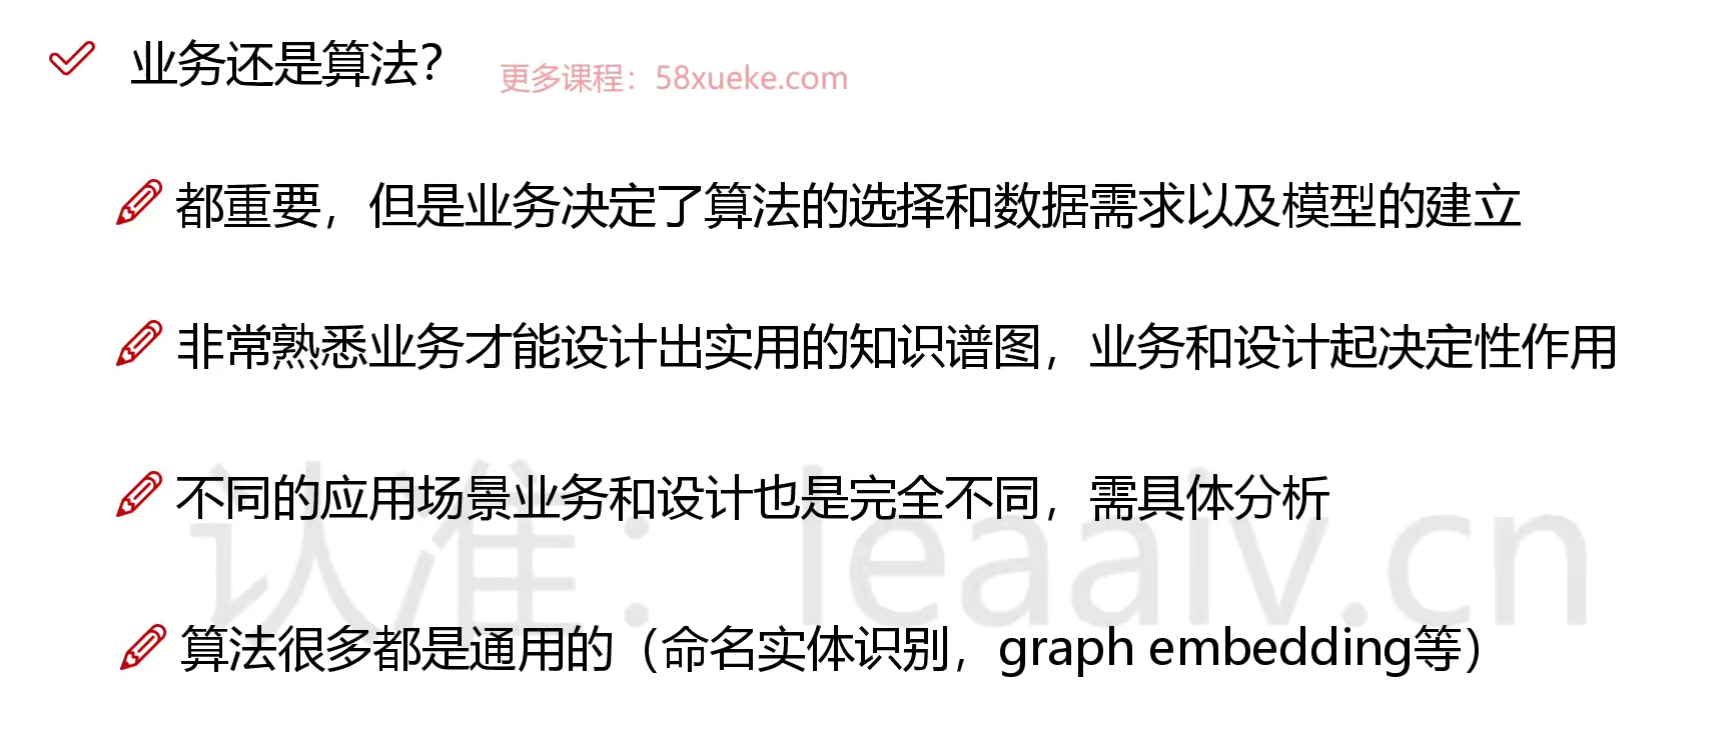 业务还是算法？
更多课程：58xueke.com
都重要，但是业务决定了算法的选择和数据需求以及模型的建立
非常熟悉业务才能设计出实用的知识谱图，业务和设计起决定性作用
不同的应用场景业务和设计也是完全不同，需具体分析
认准：leaaiv.cn
算法很多都是通用的（命名实体识别，graph embedding等）